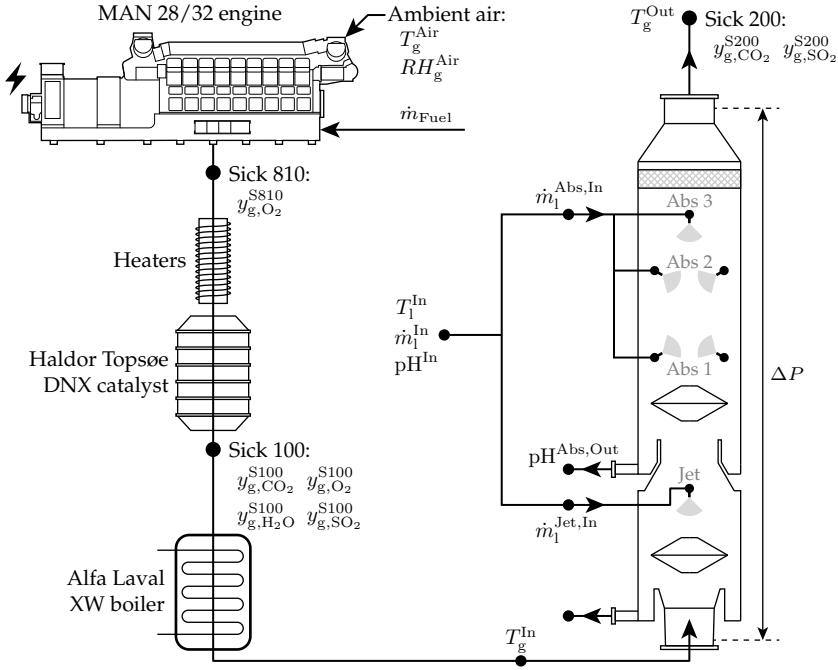 MAN 28/32 engine
Ambient air:
T_g^Air
RH_g^Air
ṁ_Fuel
Sick 810:
y_g,O₂^S810
Heaters
Haldor Topsøe
DNX catalyst
Sick 100:
y_g,CO₂^S100 y_g,O₂^S100
y_g,H₂O^S100 y_g,SO₂^S100
Alfa Laval
XW boiler
T_g^In
T_l^In
ṁ_l^In
pH^In
ṁ_l^Abs,In
pH^Abs,Out
ṁ_l^Jet,In
T_g^Out
Sick 200:
y_g,CO₂^S200 y_g,SO₂^S200
Abs 3
Abs 2
Abs 1
Jet
ΔP